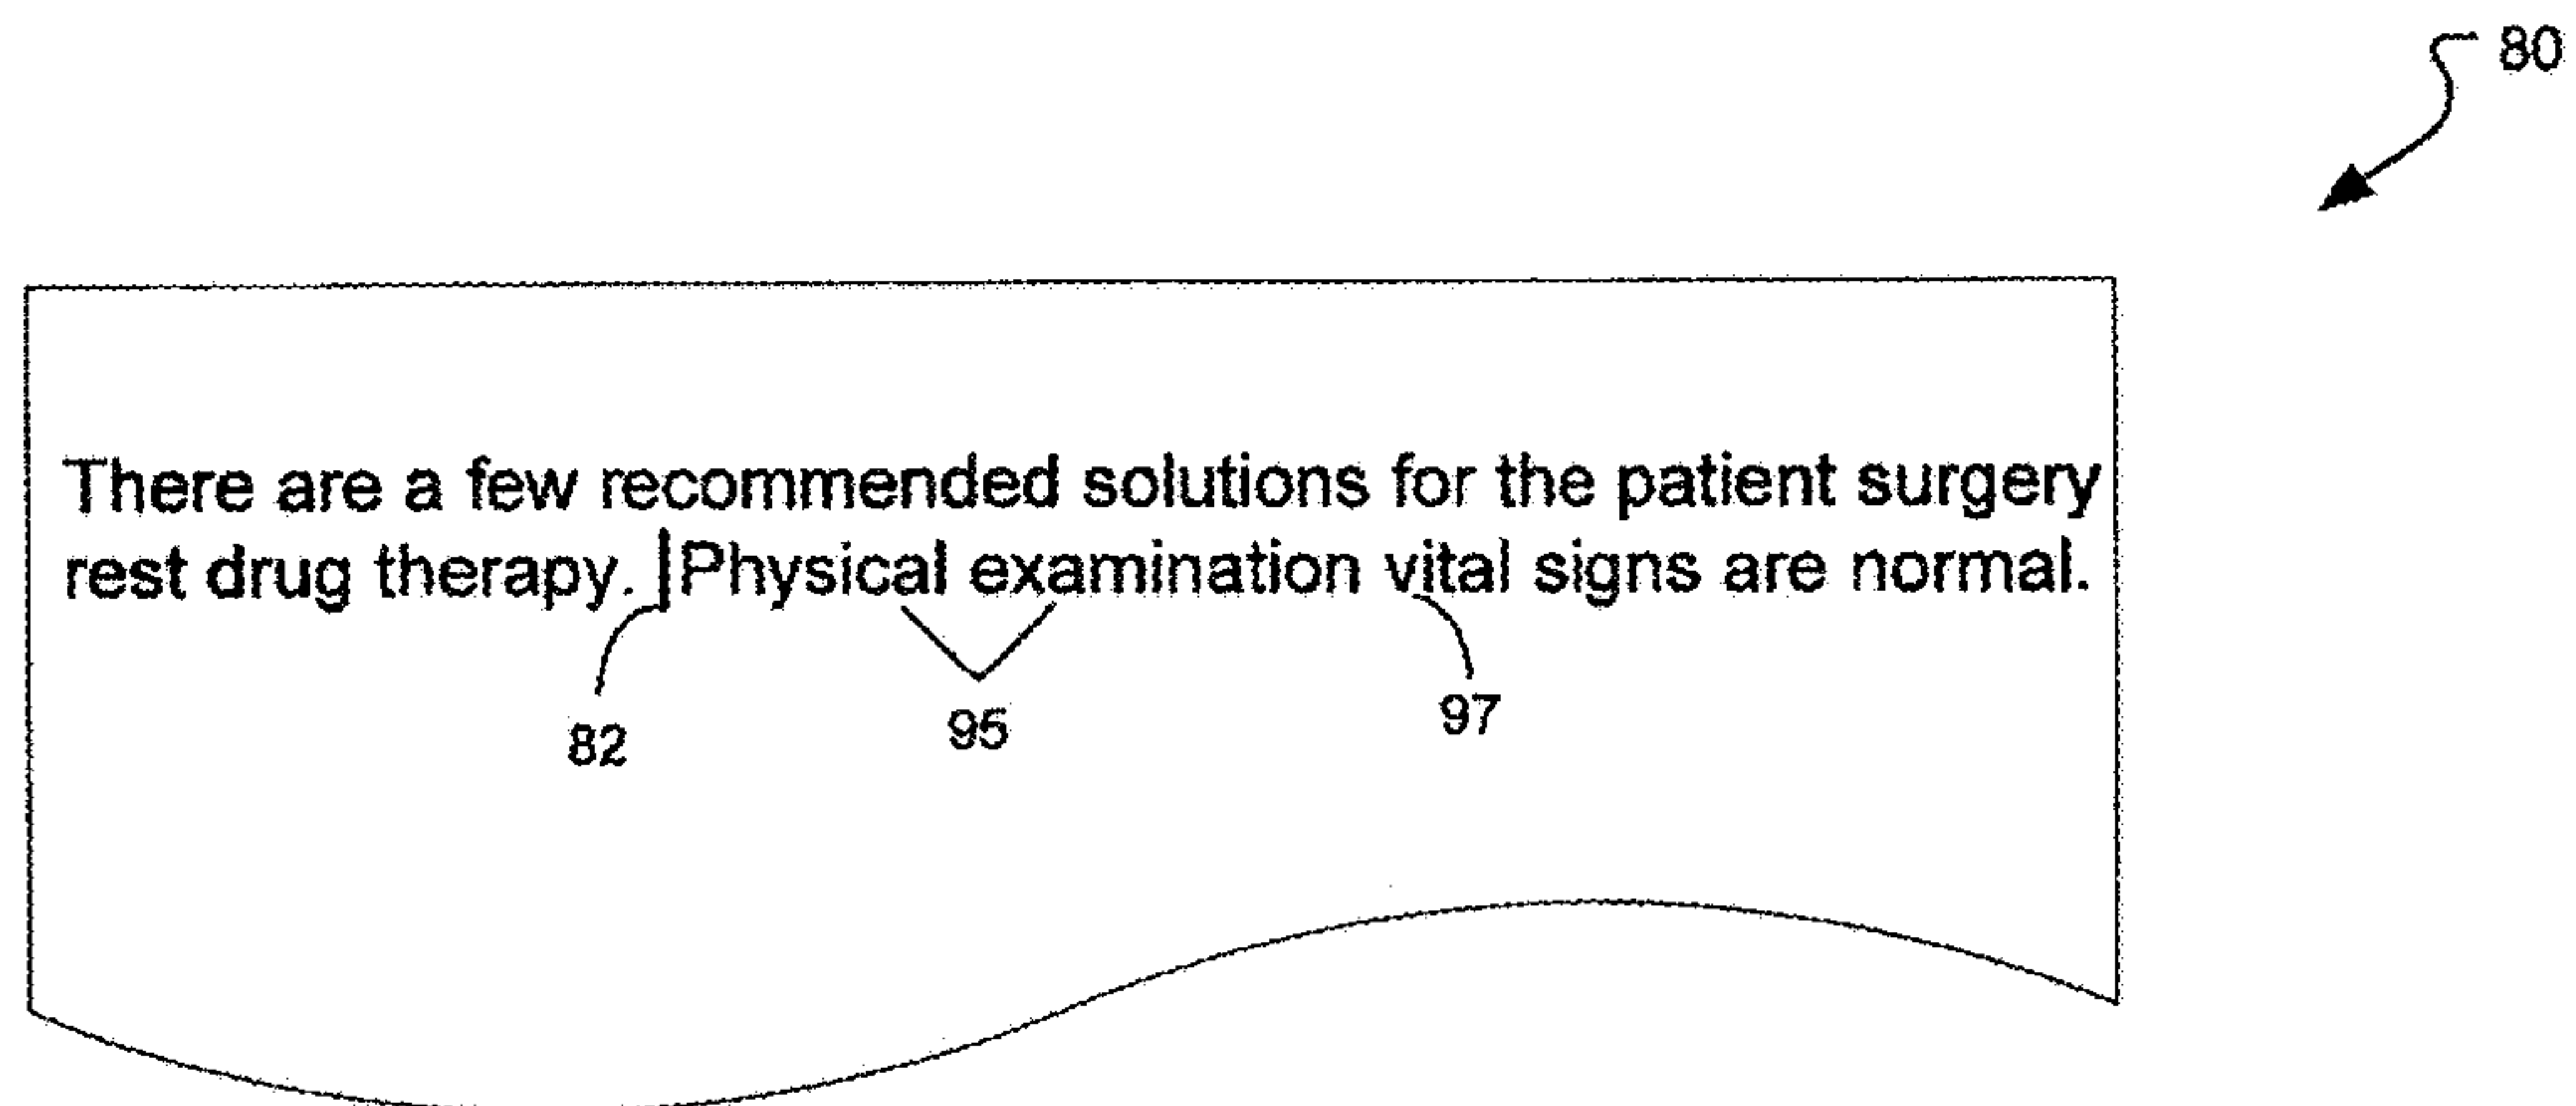 80
There are a few recommended solutions for the patient surgery
rest drug therapy. Physical examination vital signs are normal.
82
95
97